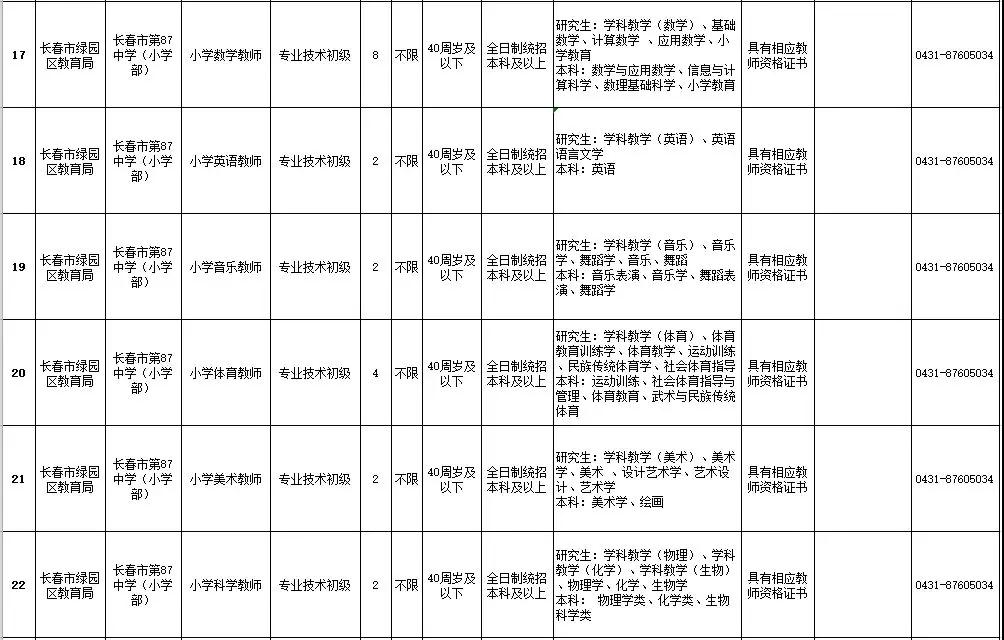 17
长春市绿园
区教育局
长春市第87
中学（小学
部）
小学数学教师
专业技术初级
8
不限
40周岁及
以下
全日制统招
本科及以上
研究生：学科教学（数学）、基础
数学、计算数学 、应用数学、小
学教育
本科：数学与应用数学、信息与计
算科学、数理基础科学、小学教育
具有相应教
师资格证书
0431-87605034
18
长春市绿园
区教育局
长春市第87
中学（小学
部）
小学英语教师
专业技术初级
2
不限
40周岁及
以下
全日制统招
本科及以上
研究生：学科教学（英语）、英语
语言文学
本科：英语
具有相应教
师资格证书
0431-87605034
19
长春市绿园
区教育局
长春市第87
中学（小学
部）
小学音乐教师
专业技术初级
2
不限
40周岁及
以下
全日制统招
本科及以上
研究生：学科教学（音乐）、音乐
学、舞蹈学、音乐、舞蹈
本科：音乐表演、音乐学、舞蹈表
演、舞蹈学
具有相应教
师资格证书
0431-87605034
20
长春市绿园
区教育局
长春市第87
中学（小学
部）
小学体育教师
专业技术初级
4
不限
40周岁及
以下
全日制统招
本科及以上
研究生：学科教学（体育）、体育
教育训练学、体育教学、运动训练
、民族传统体育学、社会体育指导
本科：运动训练、社会体育指导与
管理、体育教育、武术与民族传统
体育
具有相应教
师资格证书
0431-87605034
21
长春市绿园
区教育局
长春市第87
中学（小学
部）
小学美术教师
专业技术初级
2
不限
40周岁及
以下
全日制统招
本科及以上
研究生：学科教学（美术）、美术
学、美术 、设计艺术学、艺术设
计、艺术学
本科：美术学、绘画
具有相应教
师资格证书
0431-87605034
22
长春市绿园
区教育局
长春市第87
中学（小学
部）
小学科学教师
专业技术初级
2
不限
40周岁及
以下
全日制统招
本科及以上
研究生：学科教学（物理）、学科
教学（化学）、学科教学（生物）
、物理学、化学、生物学
本科： 物理学类、化学类、生物
科学类
具有相应教
师资格证书
0431-87605034